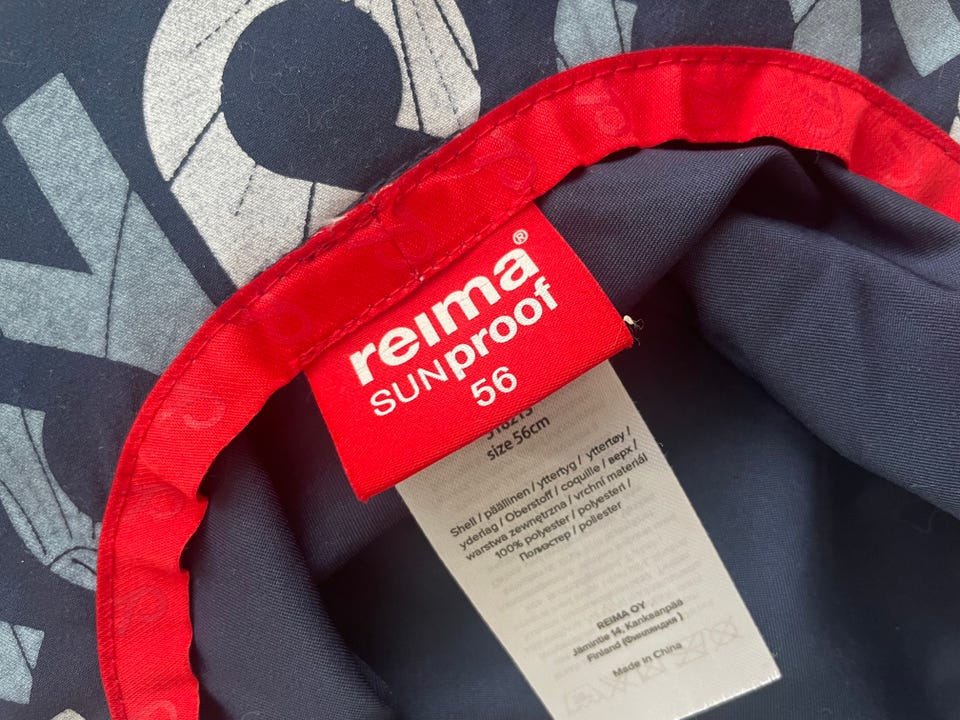 reima®
SUNproof
56
size 56cm
Shell / päällinen / yttertyg / yttertøy /
yderlag / Oberstoff / coquille / верх /
warstwa zewnętrzna / vrchní materiál
100% polyester / polyesteri /
Полиэстер / poliester
REIMA OY
Jämintie 14, Kankaanpää
Finland (Финляндия )
Made in China